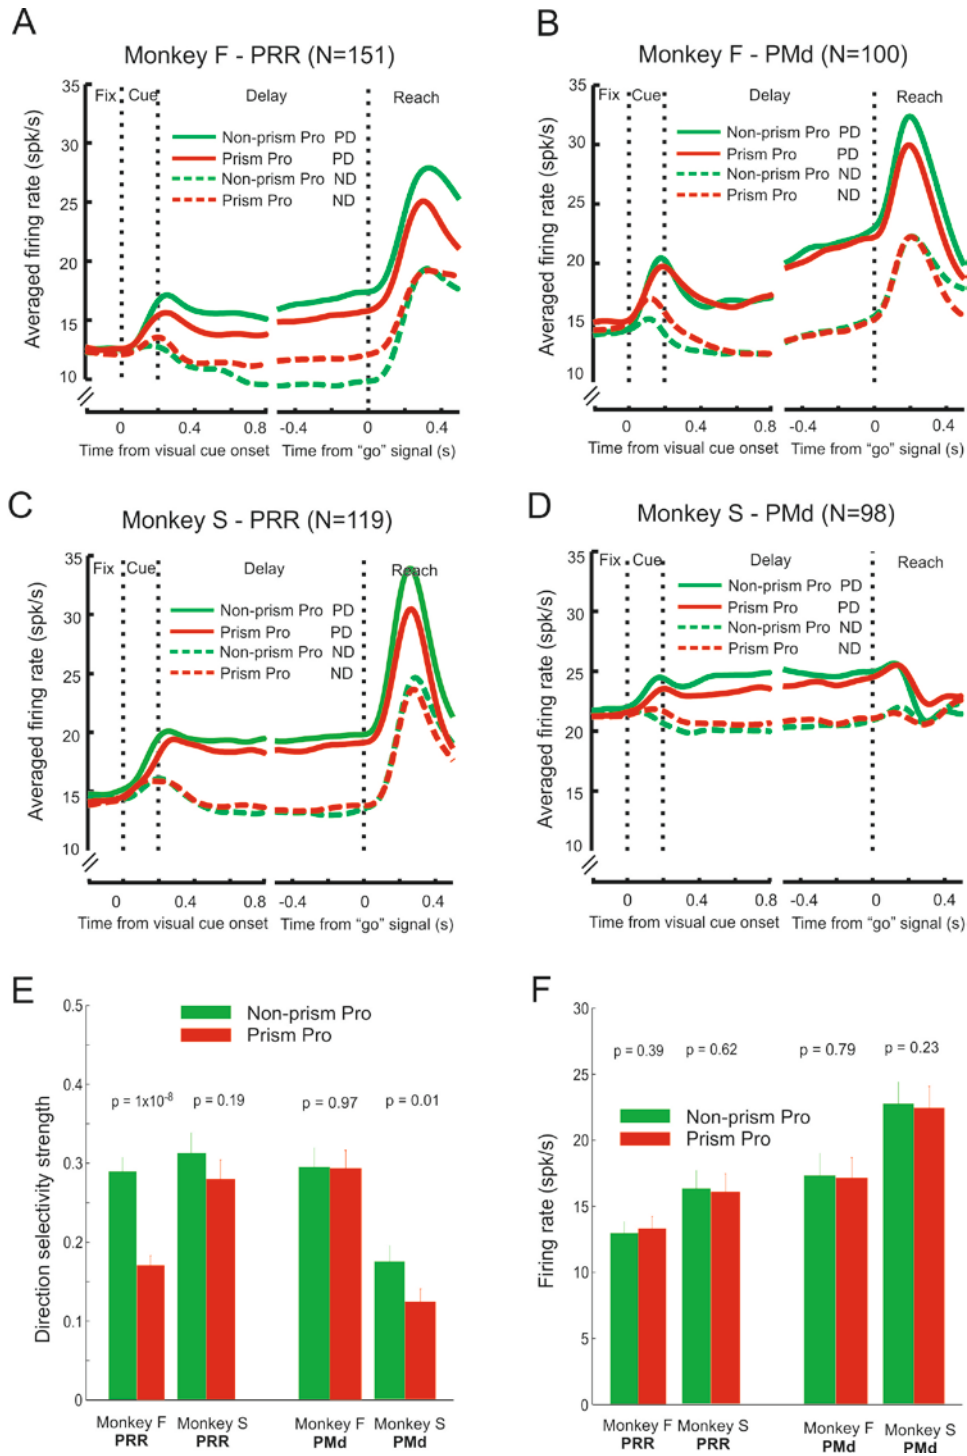 A
Monkey F - PRR (N=151)
35
30
25
20
15
10
Averaged firing rate (spk/s)
Fix
Cue
Delay
Reach
Non-prism Pro PD
Prism Pro PD
Non-prism Pro ND
Prism Pro ND
0 0.4 0.8 -0.4 0 0.4
Time from visual cue onset Time from "go" signal (s)
B
Monkey F - PMd (N=100)
35
30
25
20
15
10
Averaged firing rate (spk/s)
Fix
Cue
Delay
Reach
Non-prism Pro PD
Prism Pro PD
Non-prism Pro ND
Prism Pro ND
0 0.4 0.8 -0.4 0 0.4
Time from visual cue onset Time from "go" signal (s)
C
Monkey S - PRR (N=119)
35
30
25
20
15
10
Averaged firing rate (spk/s)
Fix
Cue
Delay
Reach
Non-prism Pro PD
Prism Pro PD
Non-prism Pro ND
Prism Pro ND
0 0.4 0.8 -0.4 0 0.4
Time from visual cue onset Time from "go" signal (s)
D
Monkey S - PMd (N=98)
35
30
25
20
15
10
Averaged firing rate (spk/s)
Fix
Cue
Delay
Reach
Non-prism Pro PD
Prism Pro PD
Non-prism Pro ND
Prism Pro ND
0 0.4 0.8 -0.4 0 0.4
Time from visual cue onset Time from "go" signal (s)
E
0.5
0.4
0.3
0.2
0.1
0
Direction selectivity strength
Non-prism Pro
Prism Pro
p = 1x10⁻⁸ p = 0.19 p = 0.97 p = 0.01
Monkey F Monkey S Monkey F Monkey S
PRR PRR PMd PMd
F
30
25
20
15
10
5
0
Firing rate (spk/s)
p = 0.39 p = 0.62 p = 0.79 p = 0.23
Non-prism Pro
Prism Pro
Monkey F Monkey S Monkey F Monkey S
PRR PRR PMd PMd